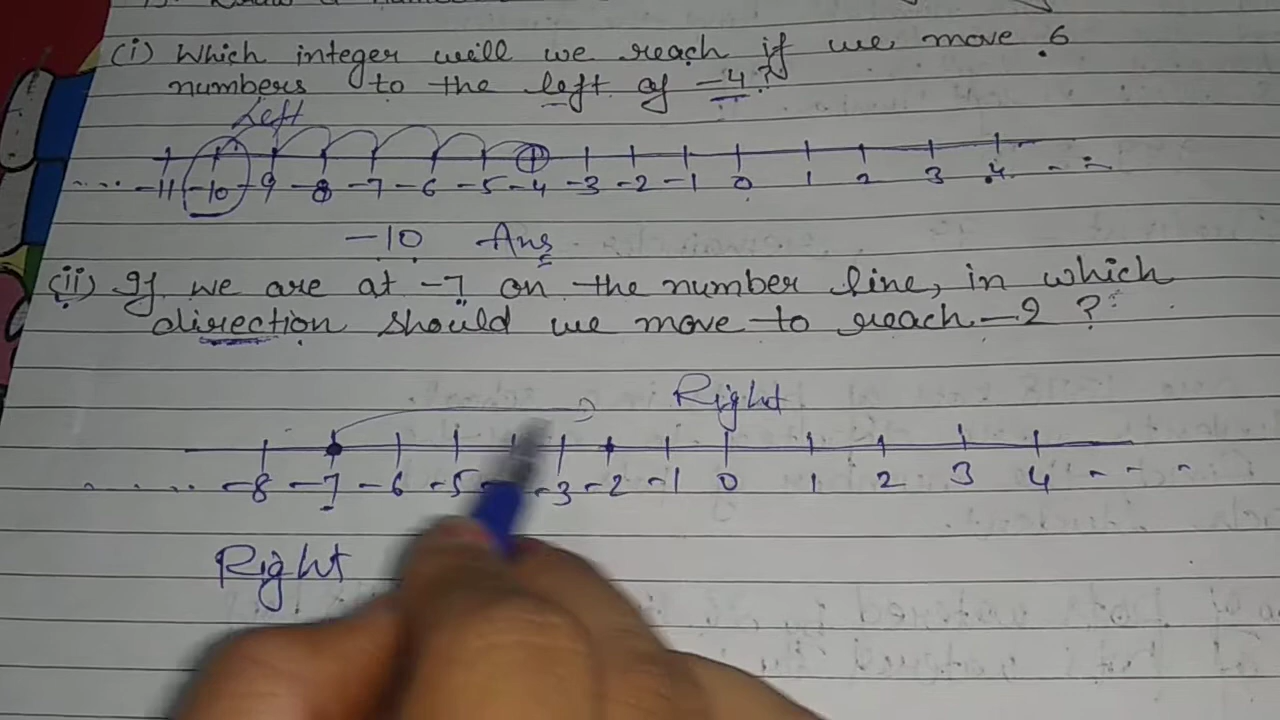 (i) Which integer will we reach if we move 6
numbers to the left of -4?
Left
.... -11 -10 -9 -8 -7 -6 -5 -4 -3 -2 -1 0 1 2 3 4 - -
-10 Ans
(ii) If we are at -7 on the number line, in which
direction should we move to reach -2 ?
Right
.... -8 -7 -6 -5 -3 -2 -1 0 1 2 3 4 - - -
Right